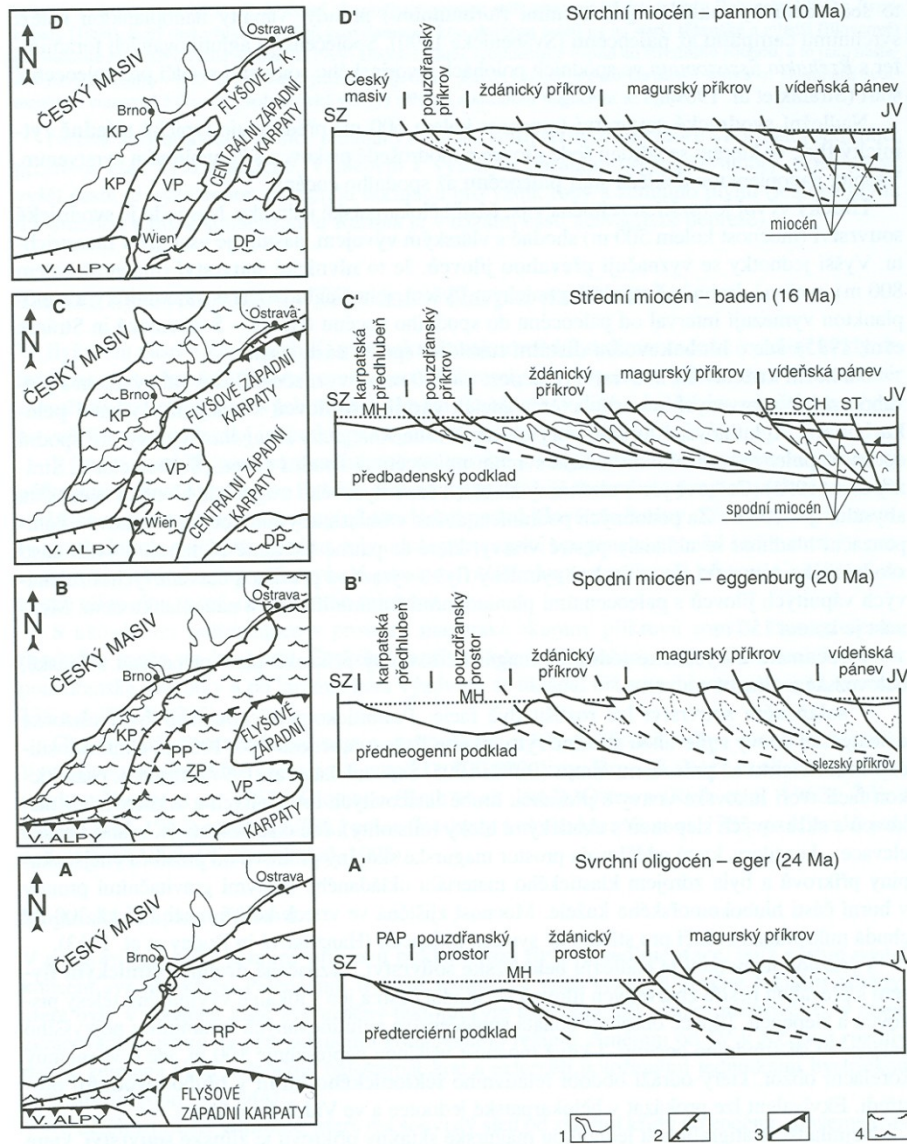 D
N
Ostrava
ČESKÝ MASIV
Brno
KP
VP
FLYŠOVÉ Z. K.
CENTRÁLNÍ ZÁPADNÍ
KARPATY
Wien
V. ALPY
DP
D'
Svrchní miocén – pannon (10 Ma)
SZ
Český
masiv
pouzdřanský
příkrov
ždánický příkrov
magurský příkrov
vídeňská pánev
JV
miocén
C
N
Ostrava
ČESKÝ MASIV
Brno
KP
VP
FLYŠOVÉ ZÁPADNÍ
KARPATY
CENTRÁLNÍ ZÁPADNÍ
KARPATY
Wien
V. ALPY
DP
C'
Střední miocén – baden (16 Ma)
SZ
karpatská
předhlubeň
pouzdřanský
příkrov
ždánický
příkrov
magurský příkrov
vídeňská pánev
JV
MH
B
SCH
ST
předbadenský podklad
spodní miocén
B
N
Ostrava
ČESKÝ MASIV
Brno
KP
PP
ZP
FLYŠOVÉ
ZÁPADNÍ
VP
KARPATY
V. ALPY
B'
Spodní miocén – eggenburg (20 Ma)
SZ
karpatská
předhlubeň
pouzdřanský
prostor
ždánický
příkrov
magurský příkrov
vídeňská
pánev
JV
MH
předneogenní podklad
slezský příkrov
A
N
Ostrava
ČESKÝ MASIV
Brno
RP
V. ALPY
FLYŠOVÉ
ZÁPADNÍ KARPATY
A'
Svrchní oligocén – eger (24 Ma)
SZ
PAP
pouzdřanský
prostor
ždánický
prostor
magurský příkrov
JV
MH
předterciérní podklad
1
2
3
4